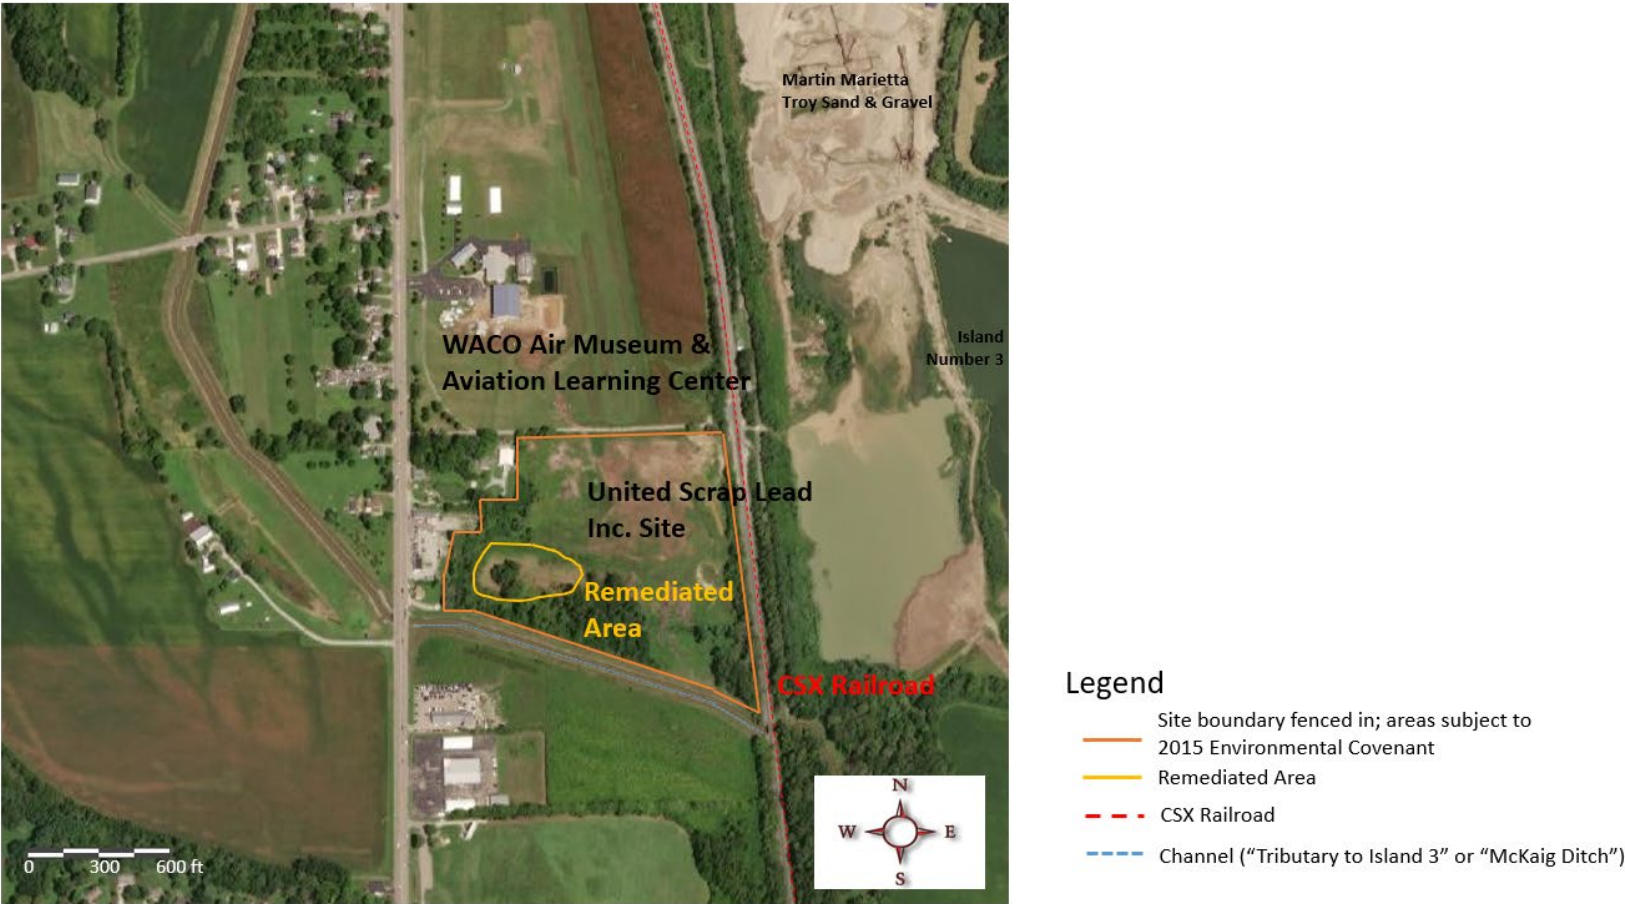 Martin Marietta
Troy Sand & Gravel
Island
Number 3
WACO Air Museum &
Aviation Learning Center
United Scrap Lead
Inc. Site
Remediated
Area
CSX Railroad
Legend
Site boundary fenced in; areas subject to
2015 Environmental Covenant
Remediated Area
CSX Railroad
Channel (“Tributary to Island 3” or “McKaig Ditch”)
N
W E
S
0 300 600 ft